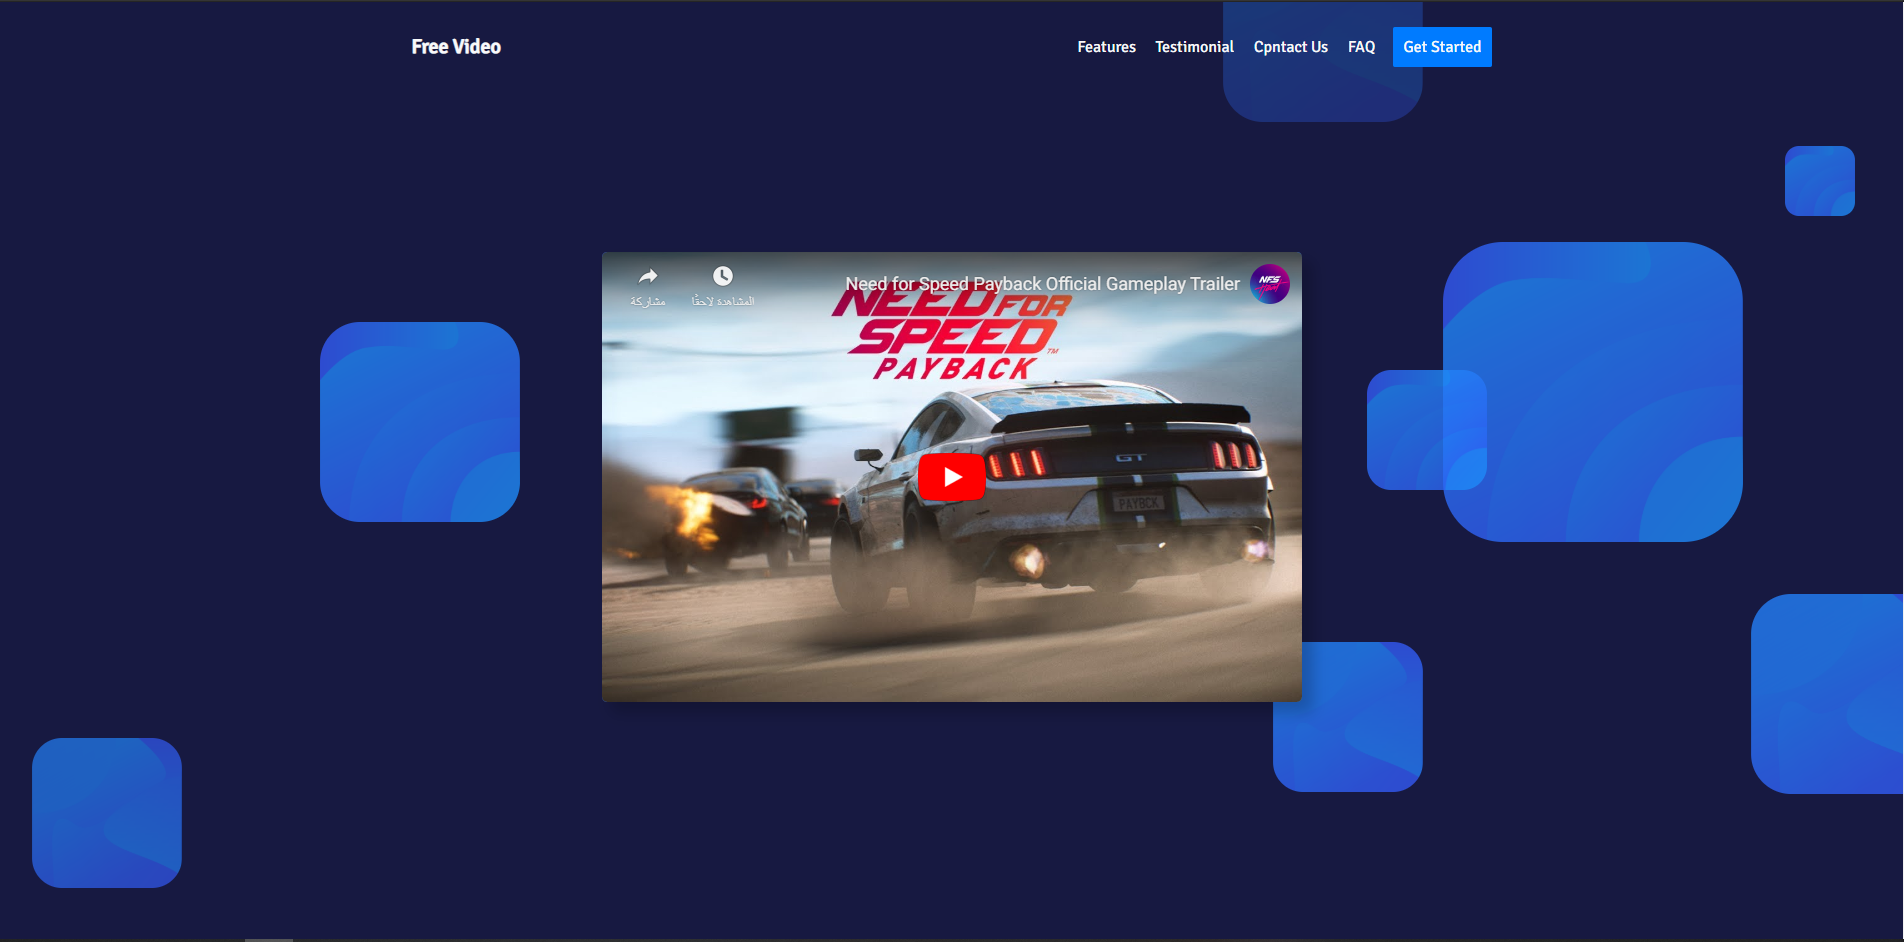 Free Video
Features
Testimonial
Cpntact Us
FAQ
Get Started
Need for Speed Payback Official Gameplay Trailer
NFS
المشاهدة لاحقًا
مشاركة
NEED FOR
SPEED™
PAYBACK
GT
PAYBCK